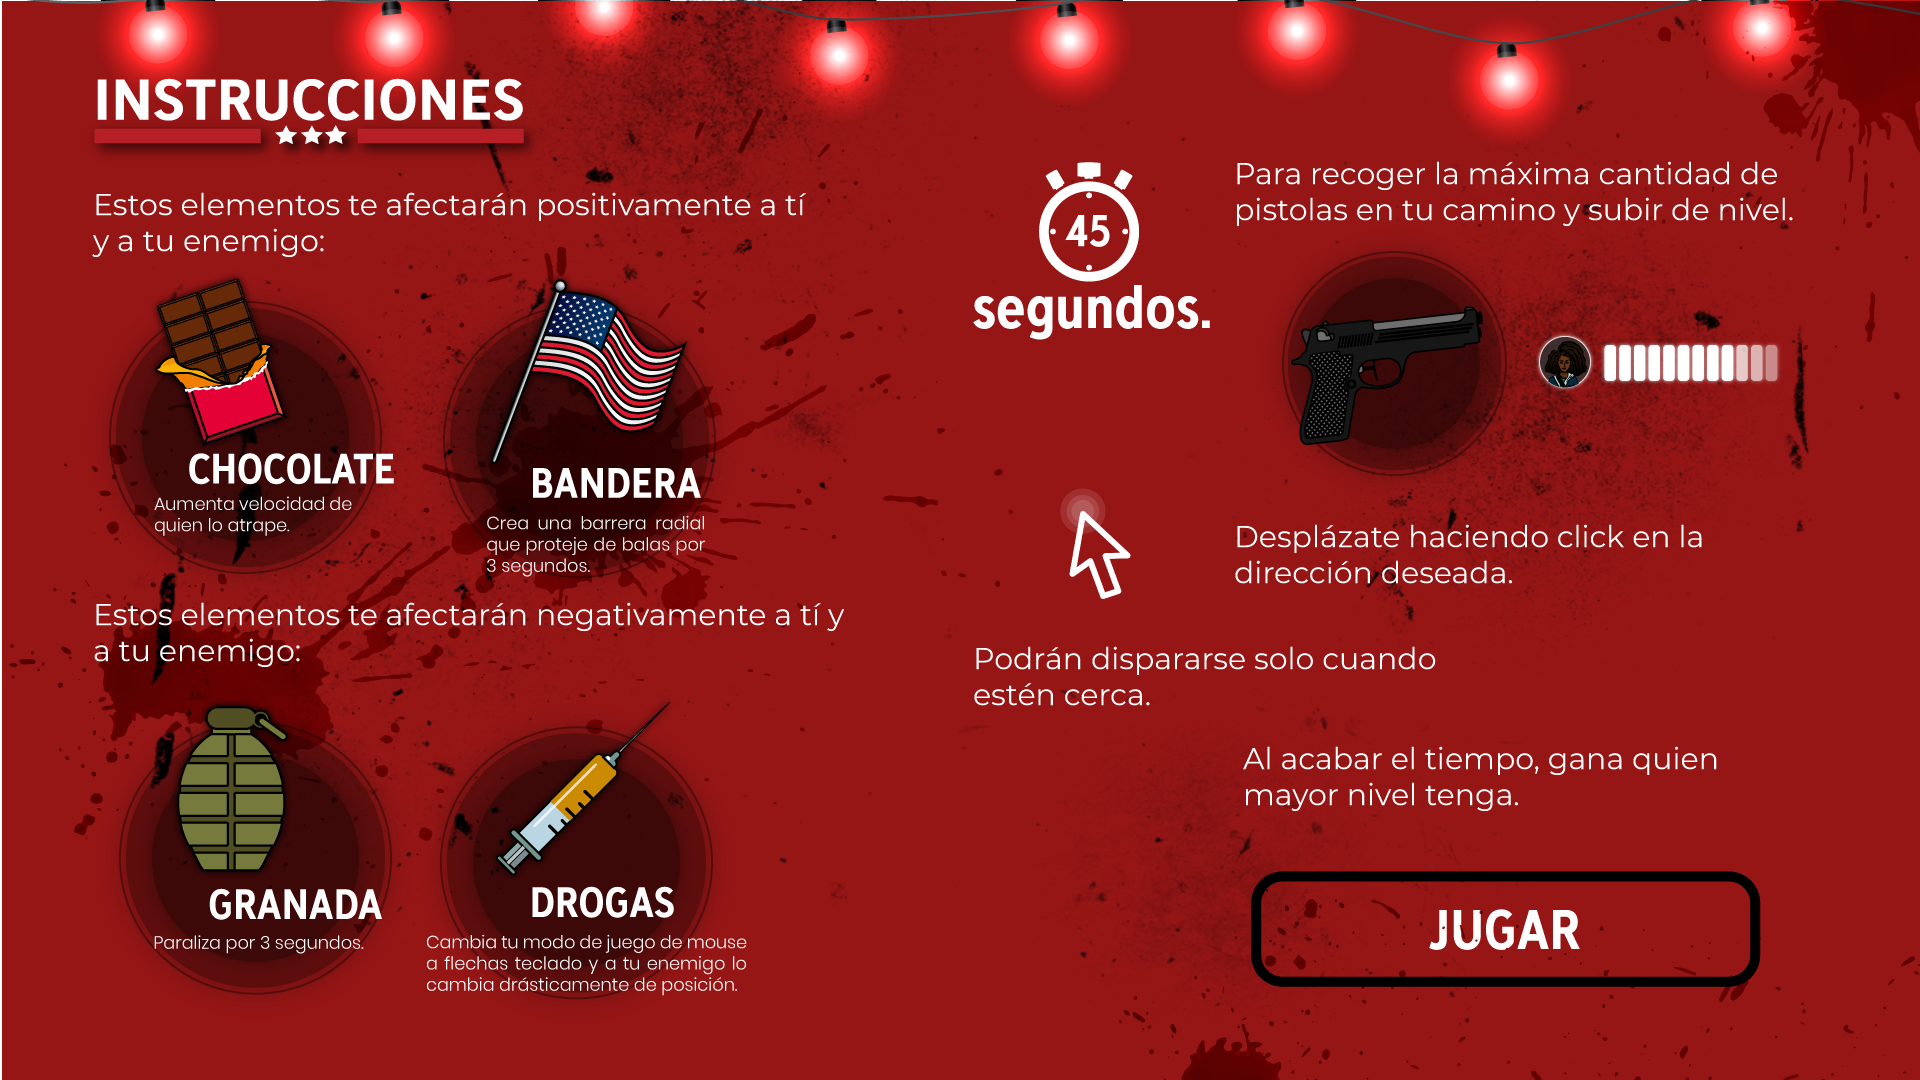 INSTRUCCIONES
Estos elementos te afectarán positivamente a tí
y a tu enemigo:
CHOCOLATE
Aumenta velocidad de
quien lo atrape.
BANDERA
Crea una barrera radial
que proteje de balas por
3 segundos.
Estos elementos te afectarán negativamente a tí y
a tu enemigo:
GRANADA
Paraliza por 3 segundos.
DROGAS
Cambia tu modo de juego de mouse
a flechas teclado y a tu enemigo lo
cambia drásticamente de posición.
45
segundos.
Para recoger la máxima cantidad de
pistolas en tu camino y subir de nivel.
Desplázate haciendo click en la
dirección deseada.
Podrán dispararse solo cuando
estén cerca.
Al acabar el tiempo, gana quien
mayor nivel tenga.
JUGAR